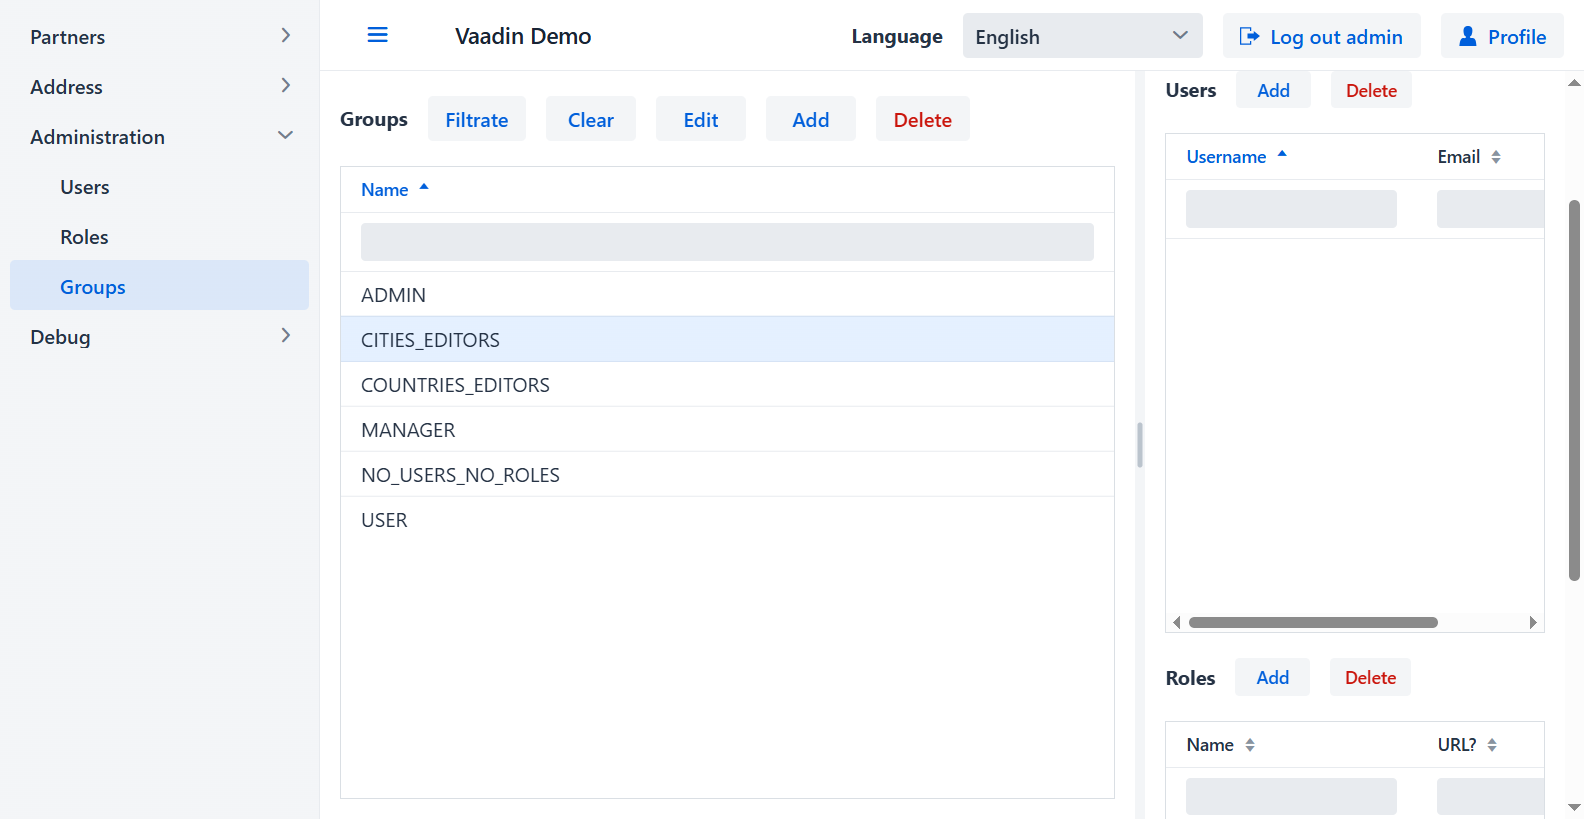 Partners
Address
Administration
Users
Roles
Groups
Debug
Vaadin Demo
Language
English
Log out admin
Profile
Groups
Filtrate
Clear
Edit
Add
Delete
Name
ADMIN
CITIES_EDITORS
COUNTRIES_EDITORS
MANAGER
NO_USERS_NO_ROLES
USER
Users
Add
Delete
Username
Email
Roles
Add
Delete
Name
URL?